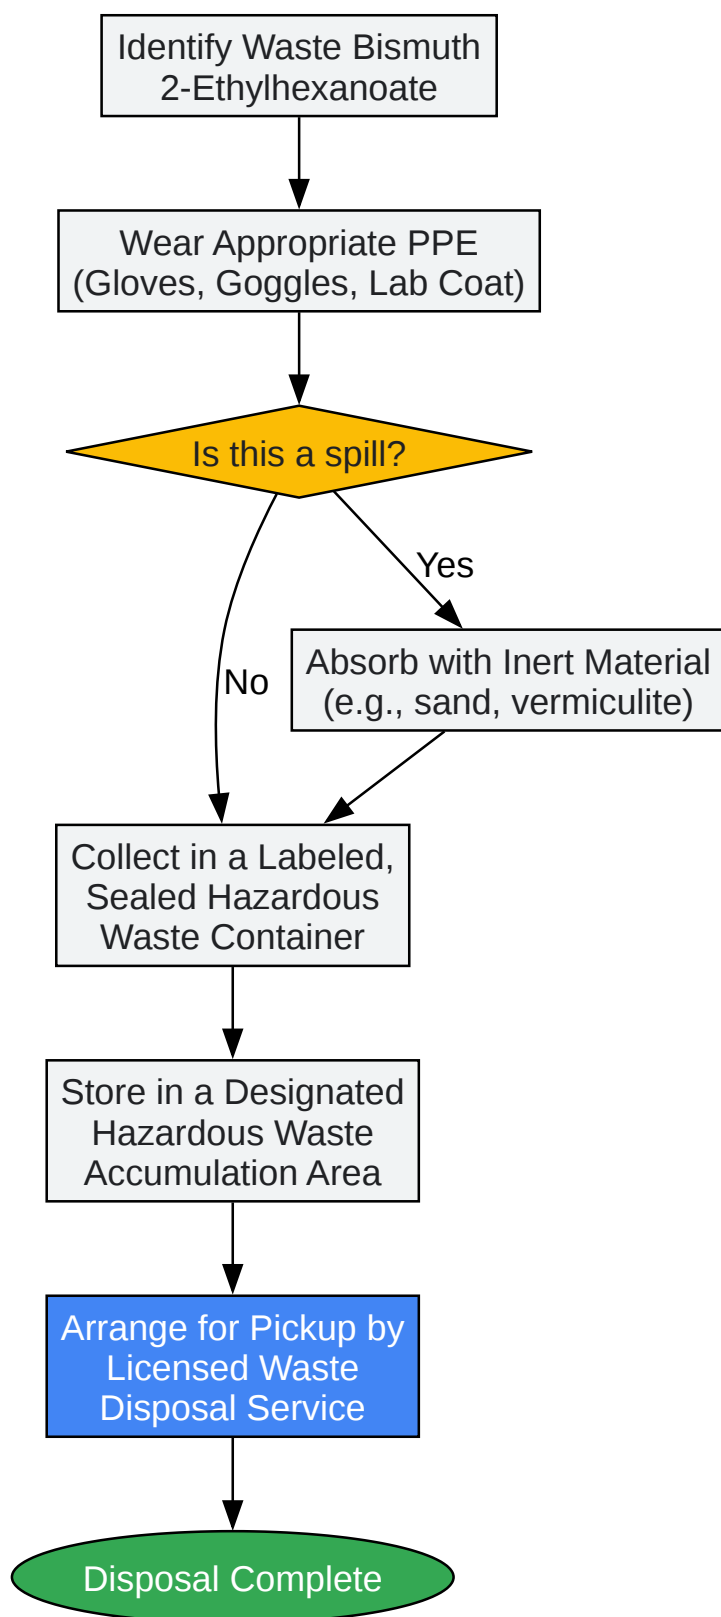 Identify Waste Bismuth
2-Ethylhexanoate
Wear Appropriate PPE
(Gloves, Goggles, Lab Coat)
Is this a spill?
Yes
Absorb with Inert Material
(e.g., sand, vermiculite)
No
Collect in a Labeled,
Sealed Hazardous
Waste Container
Store in a Designated
Hazardous Waste
Accumulation Area
Arrange for Pickup by
Licensed Waste
Disposal Service
Disposal Complete